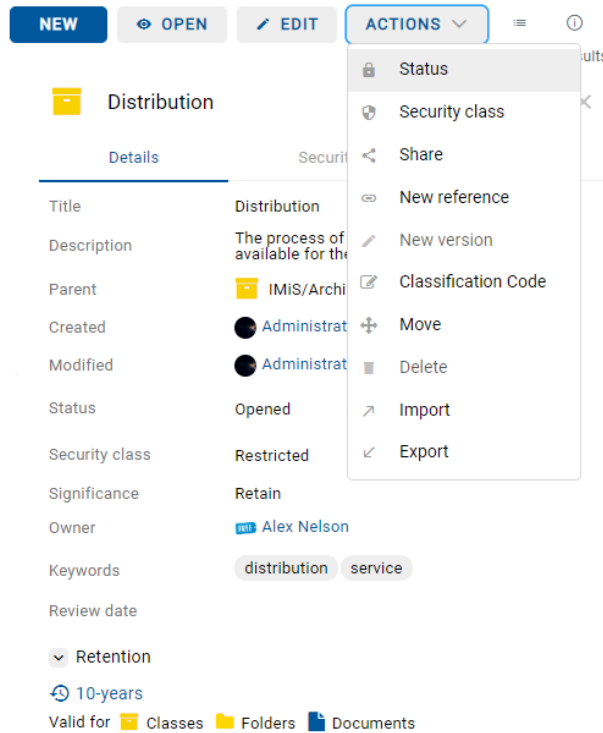 NEW
OPEN
EDIT
ACTIONS
Status
Security class
Share
New reference
New version
Classification Code
Move
Delete
Import
Export
Distribution
Details
Title
Distribution
Description
The process of
available for the
Parent
IMiS/Archi
Created
Administrat
Modified
Administrat
Status
Opened
Security class
Restricted
Significance
Retain
Owner
Alex Nelson
Keywords
distribution
service
Review date
Retention
10-years
Valid for Classes Folders Documents